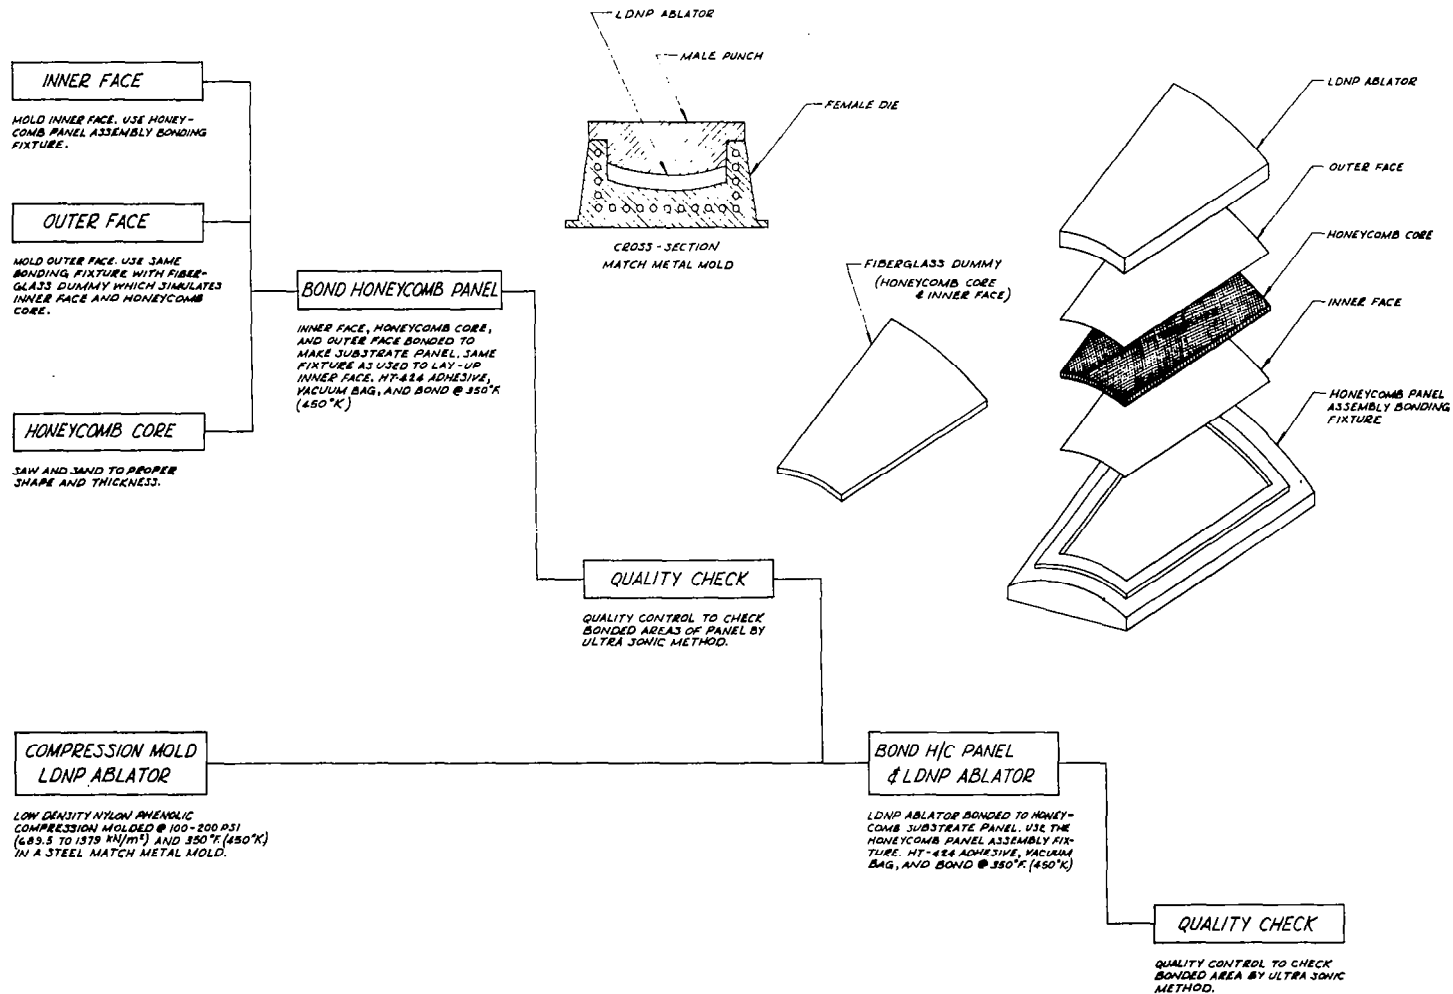 LDNP ABLATOR
MALE PUNCH
FEMALE DIE
CROSS-SECTION
MATCH METAL MOLD
INNER FACE
MOLD INNER FACE. USE HONEY-
COMB PANEL ASSEMBLY BONDING
FIXTURE.
OUTER FACE
MOLD OUTER FACE. USE SAME
BONDING FIXTURE WITH FIBER-
GLASS DUMMY WHICH SIMULATES
INNER FACE AND HONEYCOMB
CORE.
HONEYCOMB CORE
SAW AND SAND TO PROPER
SHAPE AND THICKNESS.
BOND HONEYCOMB PANEL
INNER FACE, HONEYCOMB CORE,
AND OUTER FACE BONDED TO
MAKE SUBSTRATE PANEL. SAME
FIXTURE AS USED TO LAY-UP
INNER FACE. HT-424 ADHESIVE,
VACUUM BAG, AND BOND @ 350°F.
(450°K)
FIBERGLASS DUMMY
(HONEYCOMB CORE
& INNER FACE)
LDNP ABLATOR
OUTER FACE
HONEYCOMB CORE
INNER FACE
HONEYCOMB PANEL
ASSEMBLY BONDING
FIXTURE
QUALITY CHECK
QUALITY CONTROL TO CHECK
BONDED AREAS OF PANEL BY
ULTRA SONIC METHOD.
COMPRESSION MOLD
LDNP ABLATOR
LOW DENSITY NYLON PHENOLIC
COMPRESSION MOLDED @ 100-200 PSI
(689.5 TO 1379 KN/m²) AND 350°F. (450°K)
IN A STEEL MATCH METAL MOLD.
BOND H/C PANEL
& LDNP ABLATOR
LDNP ABLATOR BONDED TO HONEY-
COMB SUBSTRATE PANEL. USE THE
HONEYCOMB PANEL ASSEMBLY FIX-
TURE. HT-424 ADHESIVE, VACUUM
BAG, AND BOND @ 350°F. (450°K)
QUALITY CHECK
QUALITY CONTROL TO CHECK
BONDED AREA BY ULTRA SONIC
METHOD.